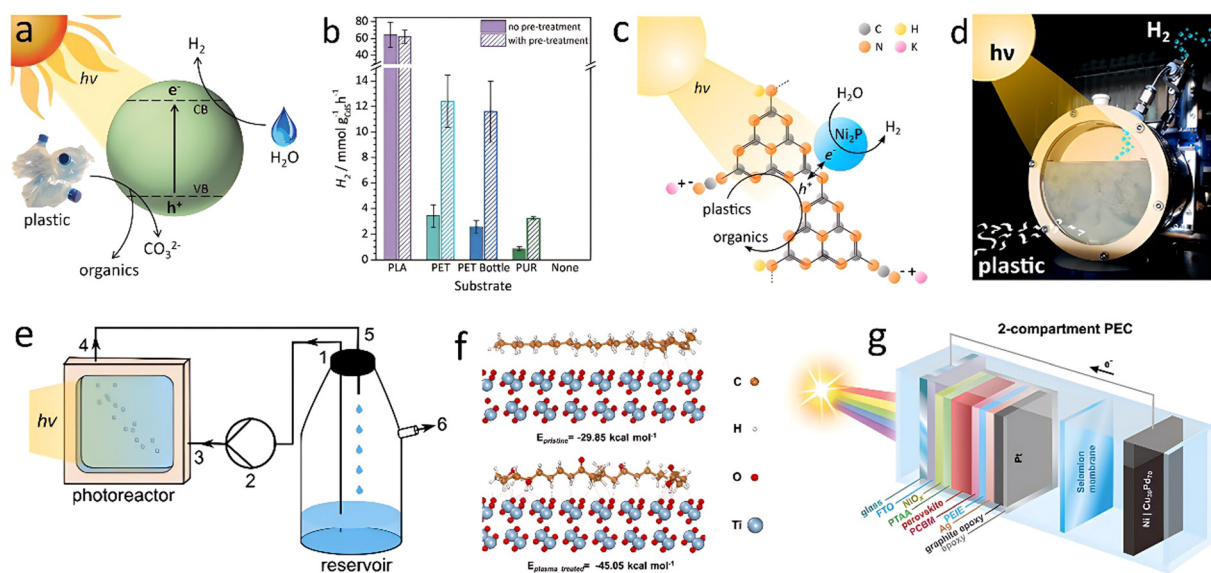 a
hv
H₂
e⁻
CB
VB
h⁺
H₂O
plastic
CO₃²⁻
organics
b
no pre-treatment
with pre-treatment
H₂ / mmol g_CdS⁻¹ h⁻¹
80
60
40
20
14
12
10
8
6
4
2
0
PLA
PET
PET Bottle
PUR
None
Substrate
c
hv
C
H
N
K
H₂O
Ni₂P
H₂
e⁻
h⁺
plastics
organics
+ -
- +
d
hv
H₂
plastic
e
hv
4
5
1
3
2
6
photoreactor
reservoir
f
E_pristine= -29.85 kcal mol⁻¹
E_plasma treated= -45.05 kcal mol⁻¹
C
H
O
Ti
g
2-compartment PEC
e⁻
Pt
Selemion
membrane
Ni | Cu₃₀Pd₇₀
glass
FTO
NiOₓ
PTAA
perovskite
PCBM
PEIE
Ag
graphite epoxy
epoxy